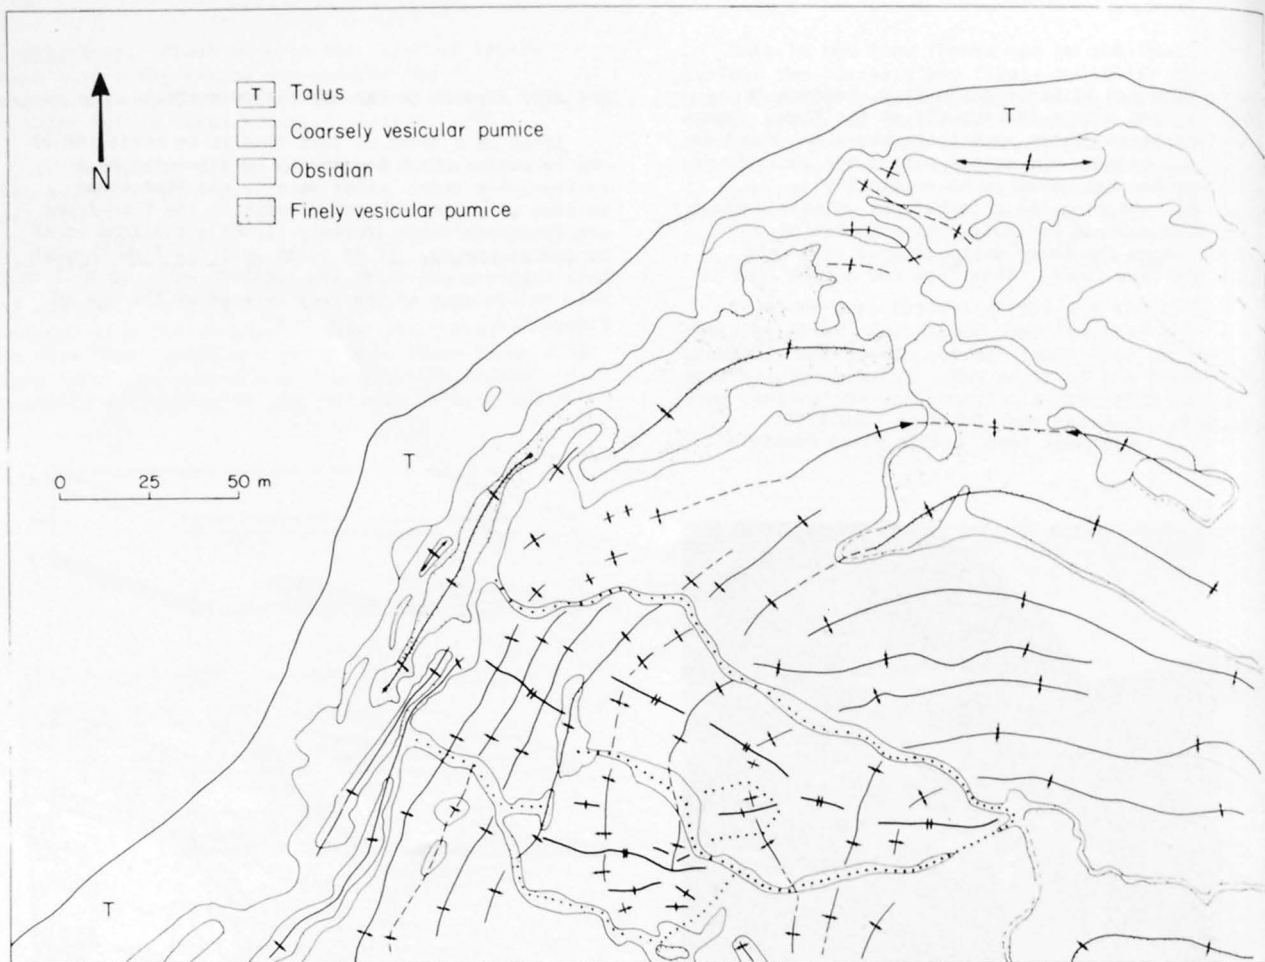 N
T Talus
Coarsely vesicular pumice
Obsidian
Finely vesicular pumice
T
T
0 25 50 m
T